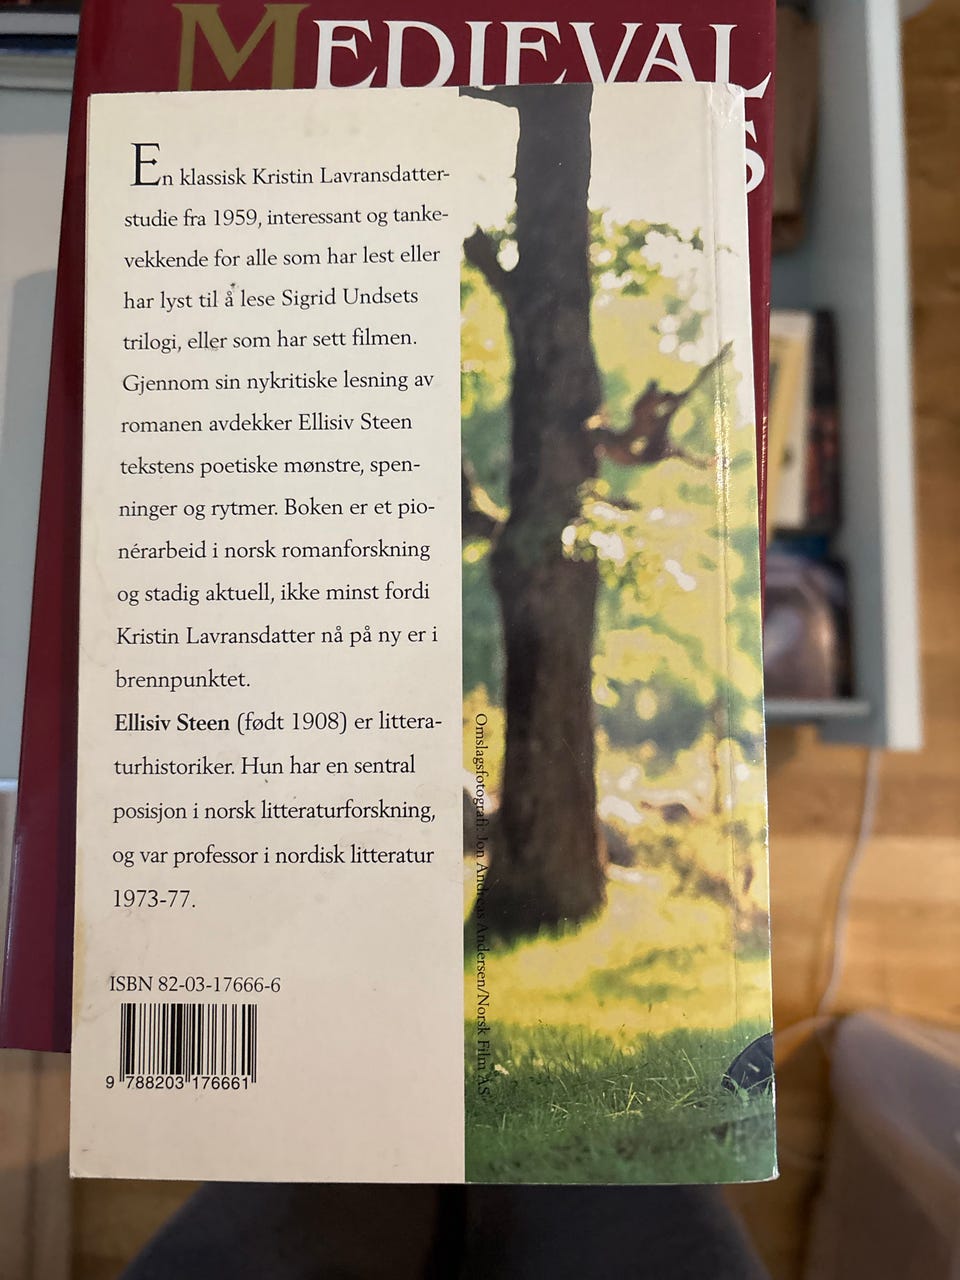 MEDIEVAL
S
En klassisk Kristin Lavransdatter-
studie fra 1959, interessant og tanke-
vekkende for alle som har lest eller
har lyst til å lese Sigrid Undsets
trilogi, eller som har sett filmen.
Gjennom sin nykritiske lesning av
romanen avdekker Ellisiv Steen
tekstens poetiske mønstre, spen-
ninger og rytmer. Boken er et pio-
nérarbeid i norsk romanforskning
og stadig aktuell, ikke minst fordi
Kristin Lavransdatter nå på ny er i
brennpunktet.
Ellisiv Steen (født 1908) er littera-
turhistoriker. Hun har en sentral
posisjon i norsk litteraturforskning,
og var professor i nordisk litteratur
1973-77.
ISBN 82-03-17666-6
9 788203 176661
Omslagsfotografi: Jon Andreas Andersen/Norsk Film AS